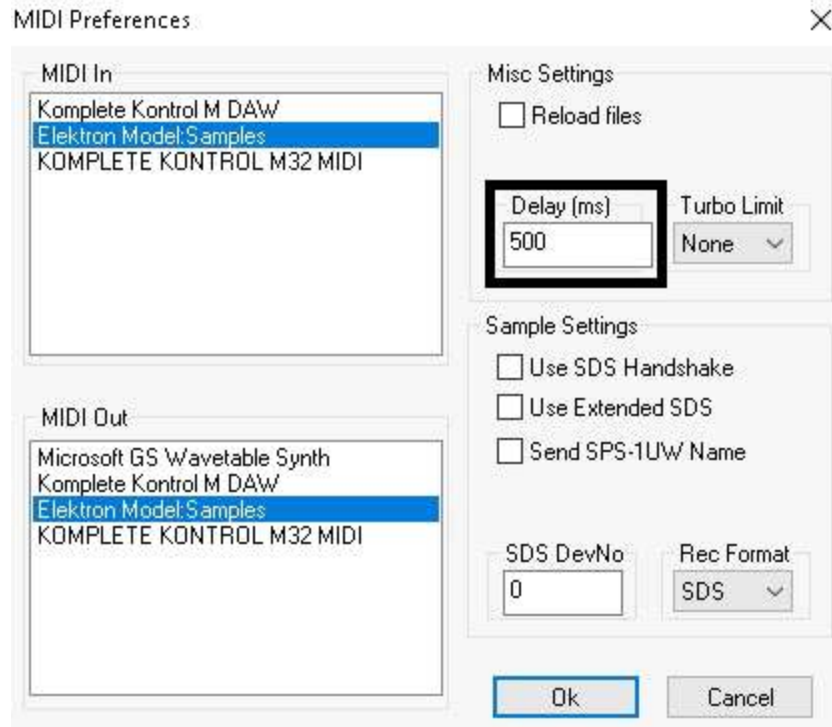 MIDI Preferences
MIDI In
Komplete Kontrol M DAW
Elektron Model:Samples
KOMPLETE KONTROL M32 MIDI
Misc Settings
Reload files
Delay (ms)
500
Turbo Limit
None
MIDI Out
Microsoft GS Wavetable Synth
Komplete Kontrol M DAW
Elektron Model:Samples
KOMPLETE KONTROL M32 MIDI
Sample Settings
Use SDS Handshake
Use Extended SDS
Send SPS-1UW Name
SDS DevNo
0
Rec Format
SDS
Ok
Cancel